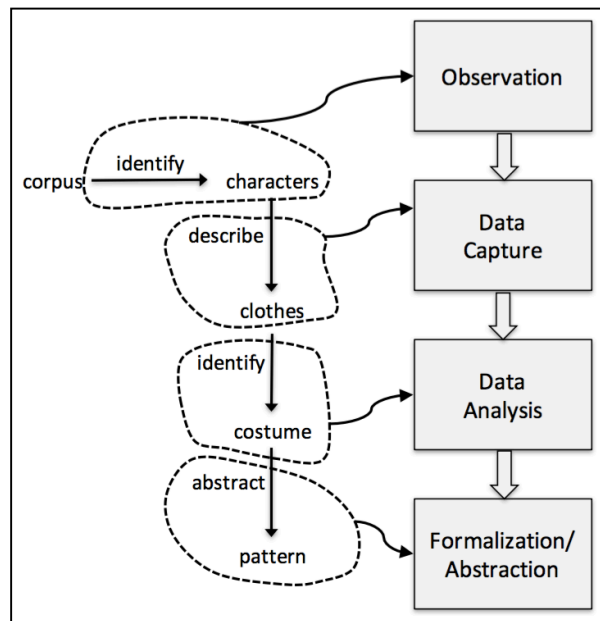 Observation
identify
corpus
characters
describe
Data
Capture
clothes
identify
Data
Analysis
costume
abstract
pattern
Formalization/
Abstraction